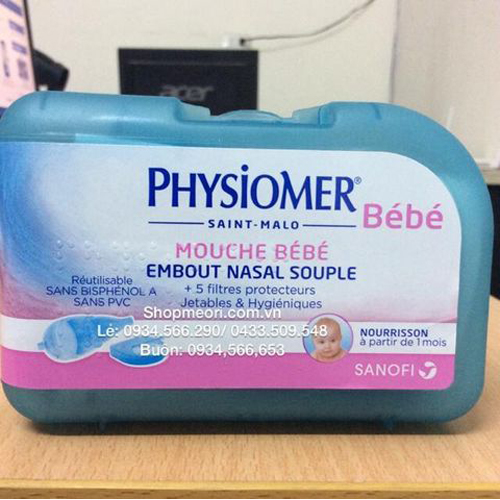 acer
PHYSIOMER®
SAINT-MALO
Bébé
MOUCHE BÉBÉ
EMBOUT NASAL SOUPLE
+ 5 filtres protecteurs
Jetables & Hygiéniques
Réutilisable
SANS BISPHÉNOL A
SANS PVC
Shopmeori.com.vn
Lẻ: 0934.566.290/ 0433.509.548
Buôn: 0934,566,653
NOURRISSON
à partir de 1 mois
SANOFI